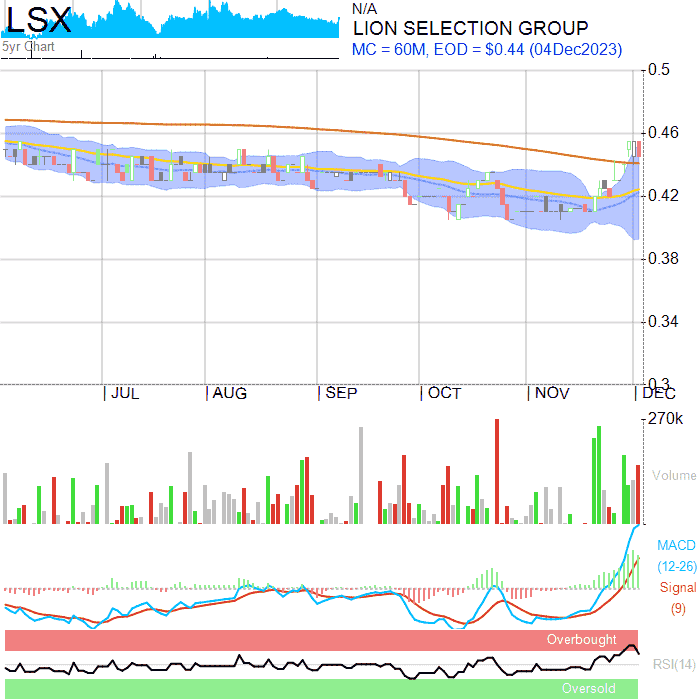 LSX
5yr Chart
N/A
LION SELECTION GROUP
MC = 60M, EOD = $0.44 (04Dec2023)
0.5
0.46
0.42
0.38
0.34
0.3
JUL AUG SEP OCT NOV DEC
270k
Volume
MACD
(12-26)
Signal
(9)
Overbought
RSI(14)
Oversold